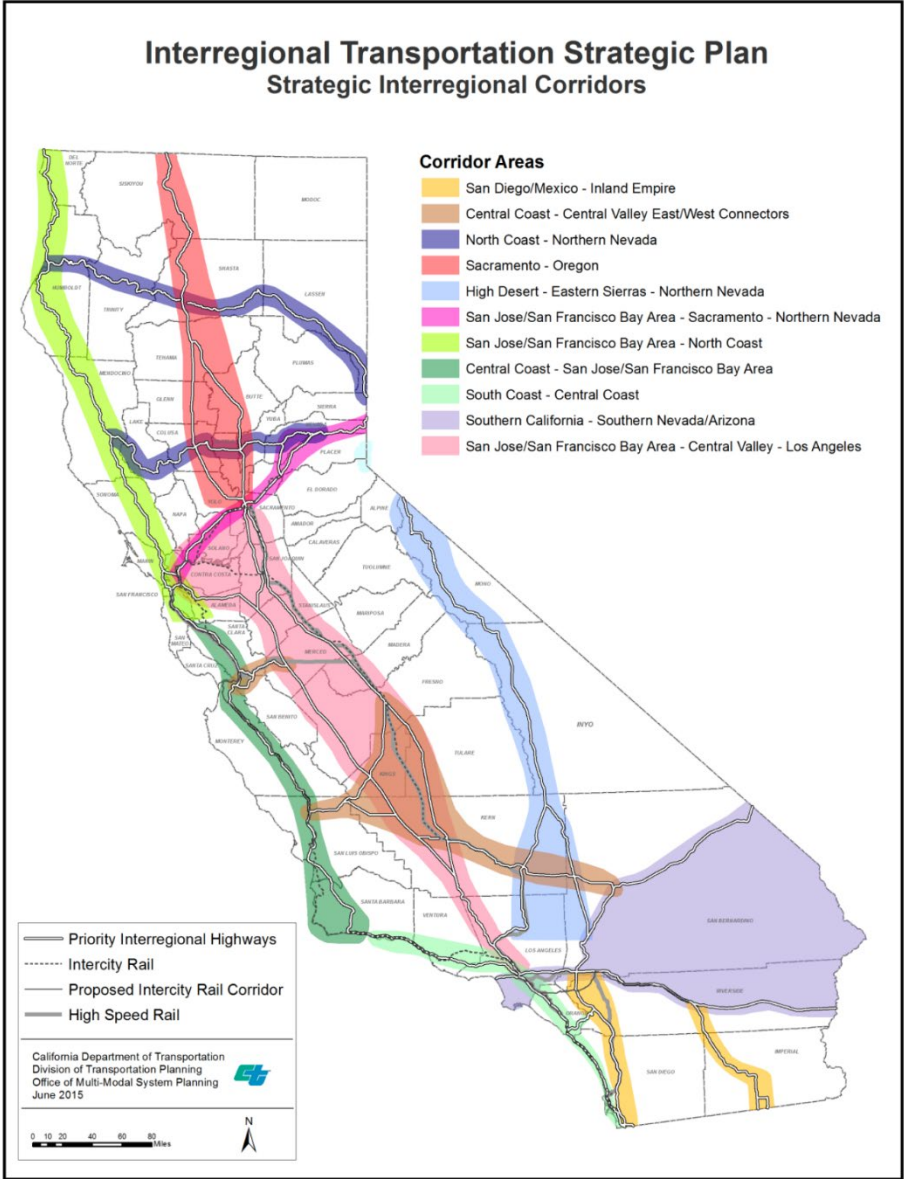 Interregional Transportation Strategic Plan
Strategic Interregional Corridors
Corridor Areas
San Diego/Mexico - Inland Empire
Central Coast - Central Valley East/West Connectors
North Coast - Northern Nevada
Sacramento - Oregon
High Desert - Eastern Sierras - Northern Nevada
San Jose/San Francisco Bay Area - Sacramento - Northern Nevada
San Jose/San Francisco Bay Area - North Coast
Central Coast - San Jose/San Francisco Bay Area
South Coast - Central Coast
Southern California - Southern Nevada/Arizona
San Jose/San Francisco Bay Area - Central Valley - Los Angeles
DEL
NORTE
SISKIYOU
MODOC
HUMBOLDT
TRINITY
SHASTA
LASSEN
TEHAMA
PLUMAS
MENDOCINO
GLENN
BUTTE
SIERRA
LAKE
COLUSA
YUBA
PLACER
SONOMA
NAPA
YOLO
EL DORADO
SACRAMENTO
AMADOR
ALPINE
SOLANO
CALAVERAS
SAN JOAQUIN
MARIN
CONTRA COSTA
TUOLUMNE
MONO
SAN FRANCISCO
ALAMEDA
STANISLAUS
MARIPOSA
SAN
MATEO
SANTA
CLARA
SANTA CRUZ
MERCED
MADERA
FRESNO
SAN BENITO
INYO
MONTEREY
TULARE
KINGS
KERN
SAN LUIS OBISPO
SANTA BARBARA
VENTURA
LOS ANGELES
SAN BERNARDINO
ORANGE
RIVERSIDE
SAN DIEGO
IMPERIAL
Priority Interregional Highways
Intercity Rail
Proposed Intercity Rail Corridor
High Speed Rail
California Department of Transportation
Division of Transportation Planning
Office of Multi-Modal System Planning
June 2015
ct
N
0 10 20 40 60 80
Miles